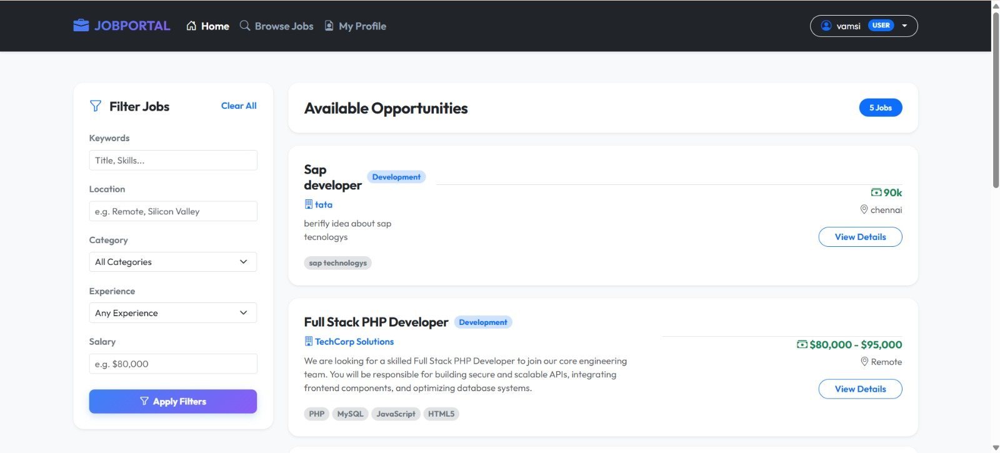 JOBPORTAL Home Browse Jobs My Profile vamsi USER
Filter Jobs Clear All
Keywords
Title, Skills...
Location
e.g. Remote, Silicon Valley
Category
All Categories
Experience
Any Experience
Salary
e.g. $80,000
Apply Filters
Available Opportunities 5 Jobs
Sap
developer Development
tata
berifly idea about sap
tecnologys
sap technologys
90k
chennai
View Details
Full Stack PHP Developer Development
TechCorp Solutions
We are looking for a skilled Full Stack PHP Developer to join our core engineering
team. You will be responsible for building secure and scalable APIs, integrating
frontend components, and optimizing database systems.
PHP MySQL JavaScript HTML5
$80,000 - $95,000
Remote
View Details